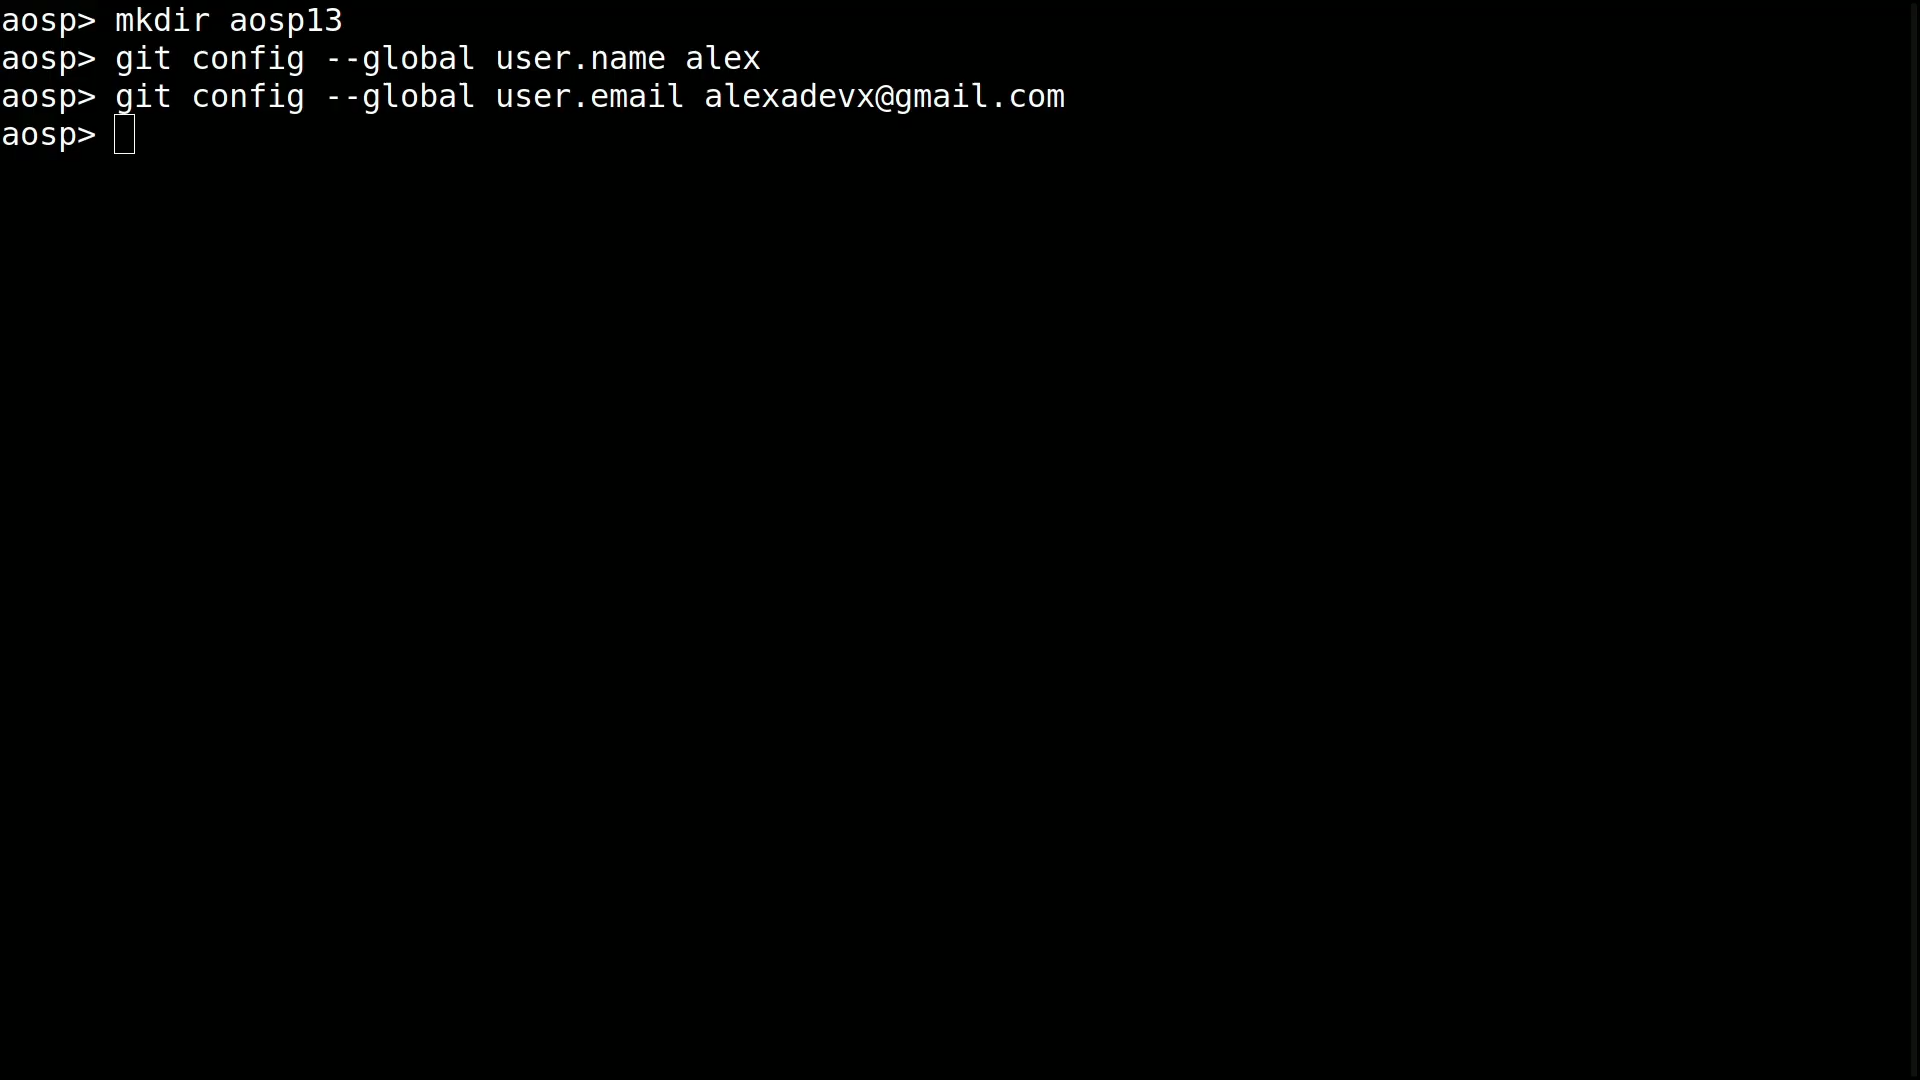 aosp> mkdir aosp13
aosp> git config --global user.name alex
aosp> git config --global user.email alexadevx@gmail.com
aosp>